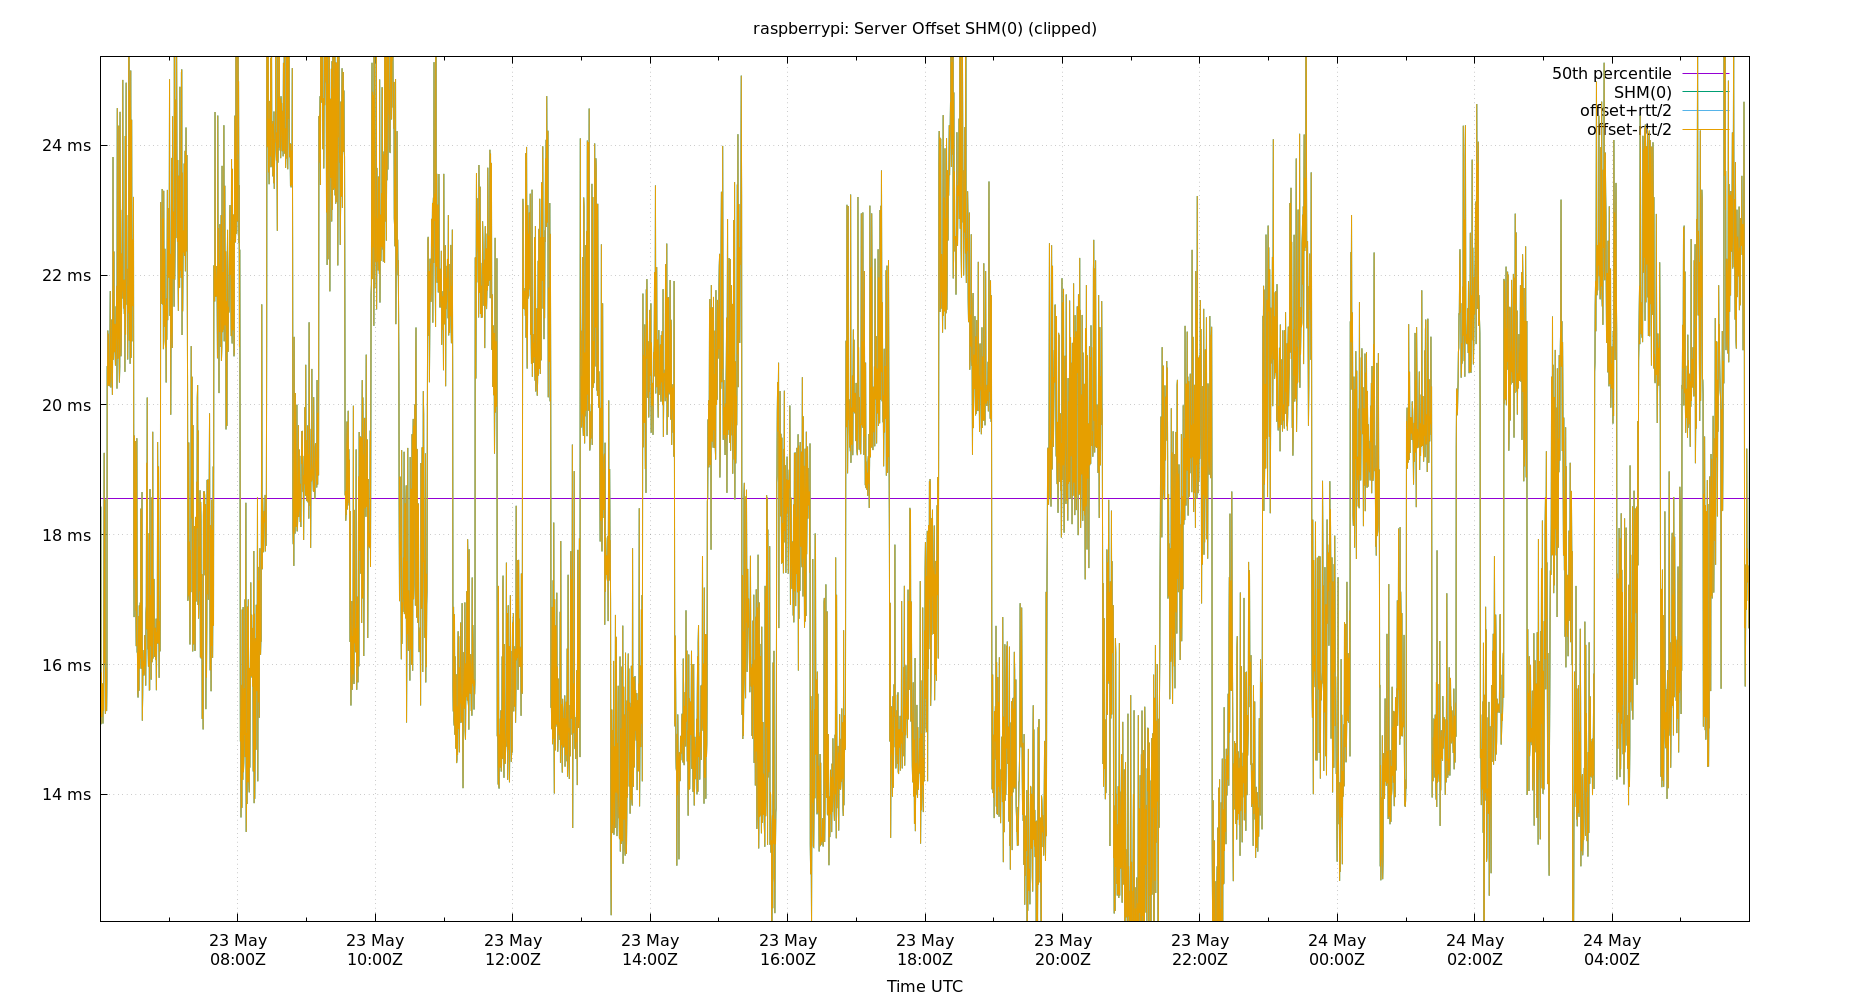 raspberrypi: Server Offset SHM(0) (clipped)
50th percentile
SHM(0)
offset+rtt/2
offset-rtt/2
24 ms
22 ms
20 ms
18 ms
16 ms
14 ms
23 May 23 May 23 May 23 May 23 May 23 May 23 May 23 May 24 May 24 May 24 May
08:00Z 10:00Z 12:00Z 14:00Z 16:00Z 18:00Z 20:00Z 22:00Z 00:00Z 02:00Z 04:00Z
Time UTC